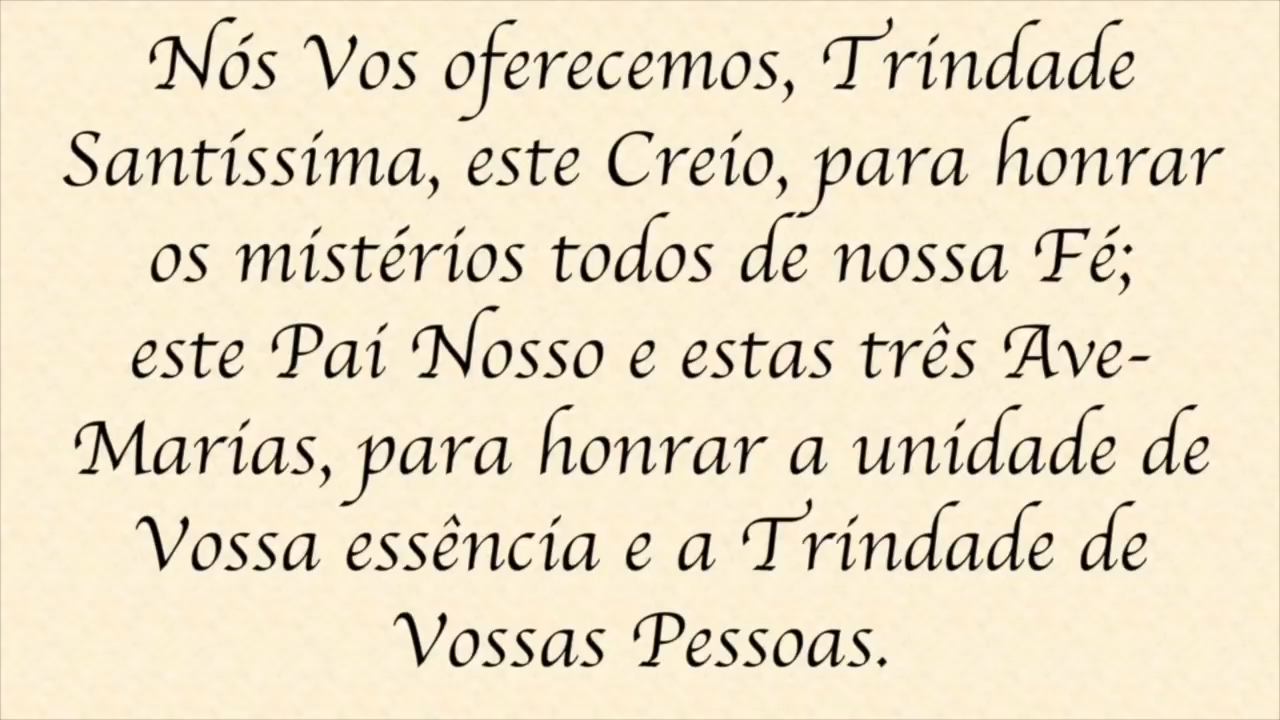 Nós Vos oferecemos, Trindade
Santíssima, este Creio, para honrar
os mistérios todos de nossa Fé;
este Pai Nosso e estas três Ave-
Marias, para honrar a unidade de
Vossa essência e a Trindade de
Vossas Pessoas.